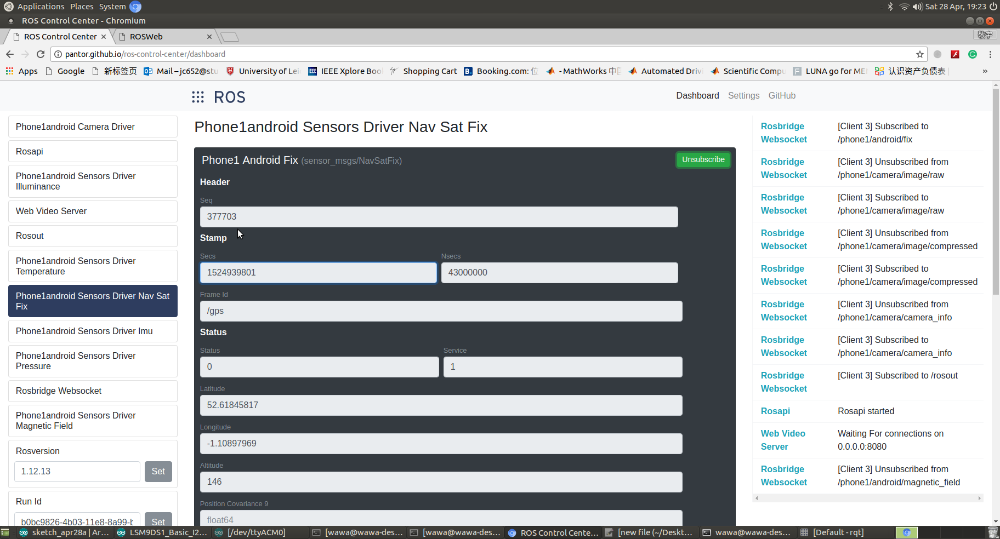 Applications Places System
Sat 28 Apr, 19:23
ROS Control Center - Chromium
ROS Control Center
ROSWeb
敬宇
pantor.github.io/ros-control-center/dashboard
Apps
Google
新标签页
Mail – jc652@stu
University of Lei
IEEE Xplore Boo
Shopping Cart
Booking.com: 位
- MathWorks 中
Automated Driv
Scientific Compu
LUNA go for ME
认识资产负债表
»
ROS
Dashboard
Settings
GitHub
Phone1android Camera Driver
Rosapi
Phone1android Sensors Driver
Illuminance
Web Video Server
Rosout
Phone1android Sensors Driver
Temperature
Phone1android Sensors Driver Nav Sat
Fix
Phone1android Sensors Driver Imu
Phone1android Sensors Driver
Pressure
Rosbridge Websocket
Phone1android Sensors Driver
Magnetic Field
Rosversion
1.12.13
Set
Run Id
b0bc9826-4b03-11e8-8a99-b
Set
Phone1android Sensors Driver Nav Sat Fix
Phone1 Android Fix (sensor_msgs/NavSatFix)
Unsubscribe
Header
Seq
377703
Stamp
Secs
Nsecs
1524939801
43000000
Frame Id
/gps
Status
Status
Service
0
1
Latitude
52.61845817
Longitude
-1.10897969
Altitude
146
Position Covariance 9
float64
Rosbridge Websocket
[Client 3] Subscribed to
/phone1/android/fix
Rosbridge Websocket
[Client 3] Unsubscribed from
/phone1/camera/image/raw
Rosbridge Websocket
[Client 3] Subscribed to
/phone1/camera/image/raw
Rosbridge Websocket
[Client 3] Unsubscribed from
/phone1/camera/image/compressed
Rosbridge Websocket
[Client 3] Subscribed to
/phone1/camera/image/compressed
Rosbridge Websocket
[Client 3] Unsubscribed from
/phone1/camera/camera_info
Rosbridge Websocket
[Client 3] Subscribed to
/phone1/camera/camera_info
Rosbridge Websocket
[Client 3] Subscribed to /rosout
Rosapi
Rosapi started
Web Video Server
Waiting For connections on
0.0.0.0:8080
Rosbridge Websocket
[Client 3] Unsubscribed from
/phone1/android/magnetic_field
sketch_apr28a | Ar...
LSM9DS1_Basic_I2...
[/dev/ttyACM0]
[wawa@wawa-des...
[wawa@wawa-des...
ROS Control Cente...
[new file (~/Deskt...
wawa@wawa-des...
[Default - rqt]